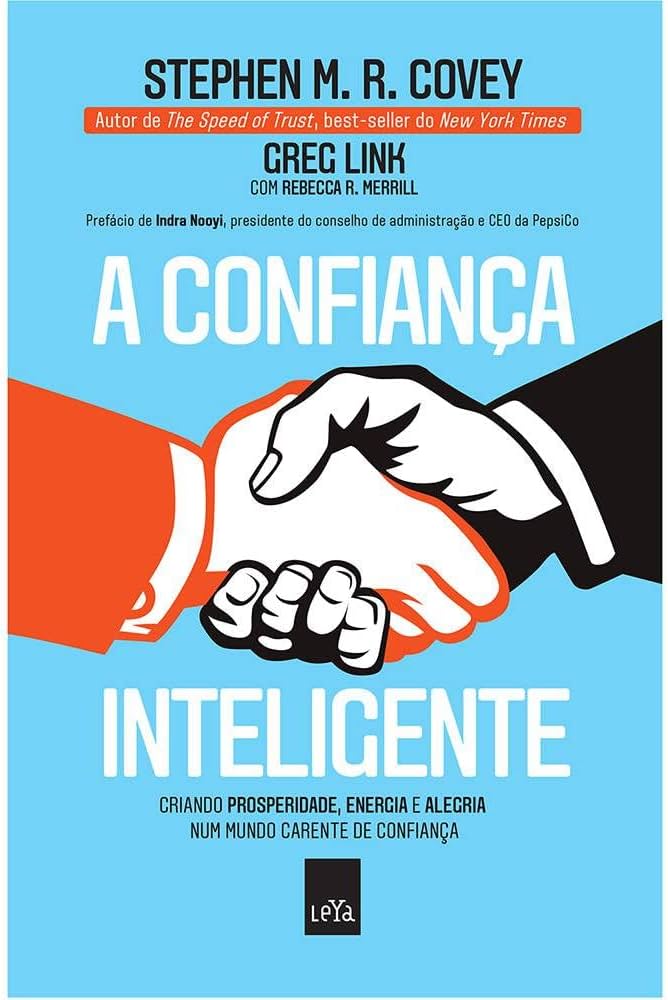 STEPHEN M. R. COVEY
Autor de The Speed of Trust, best-seller do New York Times
GREG LINK
COM REBECCA R. MERRILL
Prefácio de Indra Nooyi, presidente do conselho de administração e CEO da PepsiCo
A CONFIANÇA
INTELIGENTE
CRIANDO PROSPERIDADE, ENERGIA E ALEGRIA
NUM MUNDO CARENTE DE CONFIANÇA
LeYa